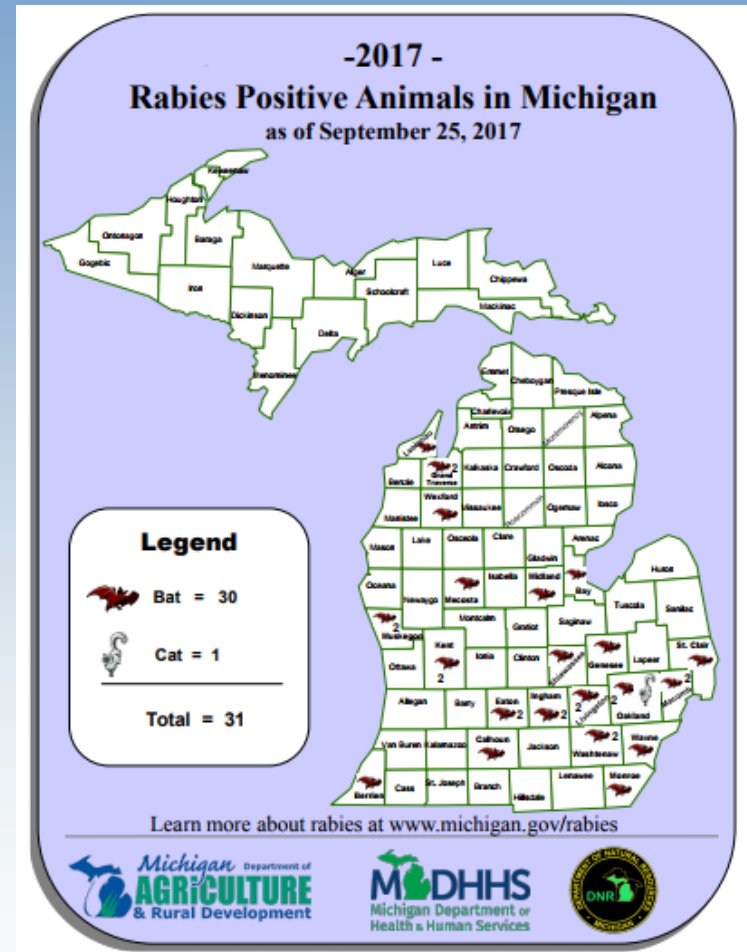 -2017 -
Rabies Positive Animals in Michigan
as of September 25, 2017
Keweenaw
Houghton
Ontonagon
Baraga
Gogebic
Marquette
Alger
Luce
Chippewa
Iron
Schoolcraft
Mackinac
Dickinson
Delta
Menominee
Emmet
Cheboygan
Presque Isle
Charlevoix
Antrim
Otsego
Montmorency
Alpena
Leelanau
2
Benzie
Grand
Traverse
Kalkaska
Crawford
Oscoda
Alcona
Manistee
Wexford
Missaukee
Roscommon
Ogemaw
Iosco
Mason
Lake
Osceola
Clare
Gladwin
Arenac
Huron
Oceana
Newaygo
Mecosta
Isabella
Midland
Bay
Tuscola
Sanilac
2
Muskegon
Montcalm
Gratiot
Saginaw
Ottawa
Kent
2
Ionia
Clinton
Shiawassee
Genesee
Lapeer
St. Clair
Allegan
Barry
Eaton
2
Ingham
2
2
Livingston
2
Oakland
2
Macomb
Van Buren
Kalamazoo
Calhoun
Jackson
2
Washtenaw
Wayne
Berrien
Cass
St. Joseph
Branch
Hillsdale
Lenawee
Monroe
Legend
Bat = 30
Cat = 1
Total = 31
Learn more about rabies at www.michigan.gov/rabies
Michigan Department of
AGRICULTURE
& Rural Development
MDHHS
Michigan Department of
Health & Human Services
DEPARTMENT OF NATURAL RESOURCES
DNR
MICHIGAN